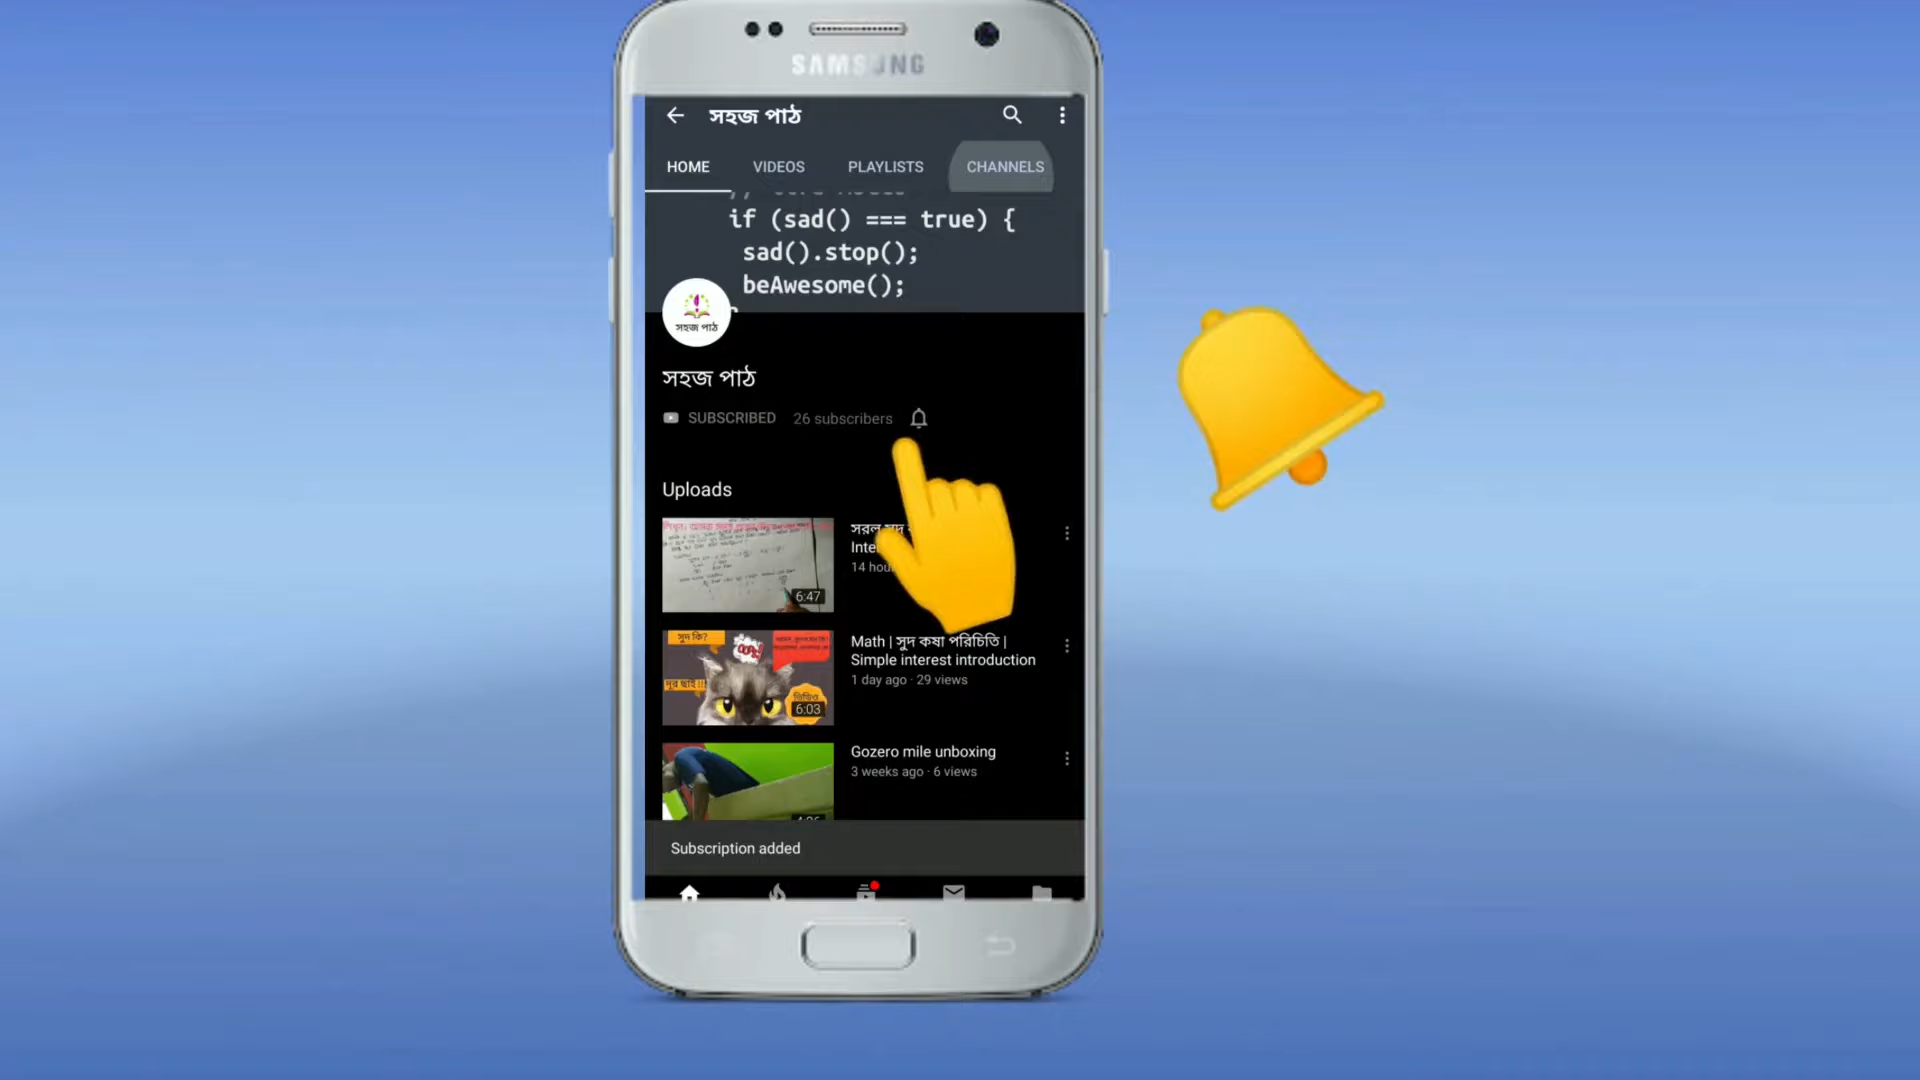 SAMSUNG
সহজ পাঠ
HOME VIDEOS PLAYLISTS CHANNELS
if (sad() === true) {
sad().stop();
beAwesome();
সহজ পাঠ
সহজ পাঠ
SUBSCRIBED 26 subscribers
Uploads
সরল সুদ
6:47
সুদ কি?
দুর ছাই !!
6:03
Math | সুদ কষা পরিচিতি |
Simple interest introduction
1 day ago · 29 views
Gozero mile unboxing
3 weeks ago · 6 views
Subscription added